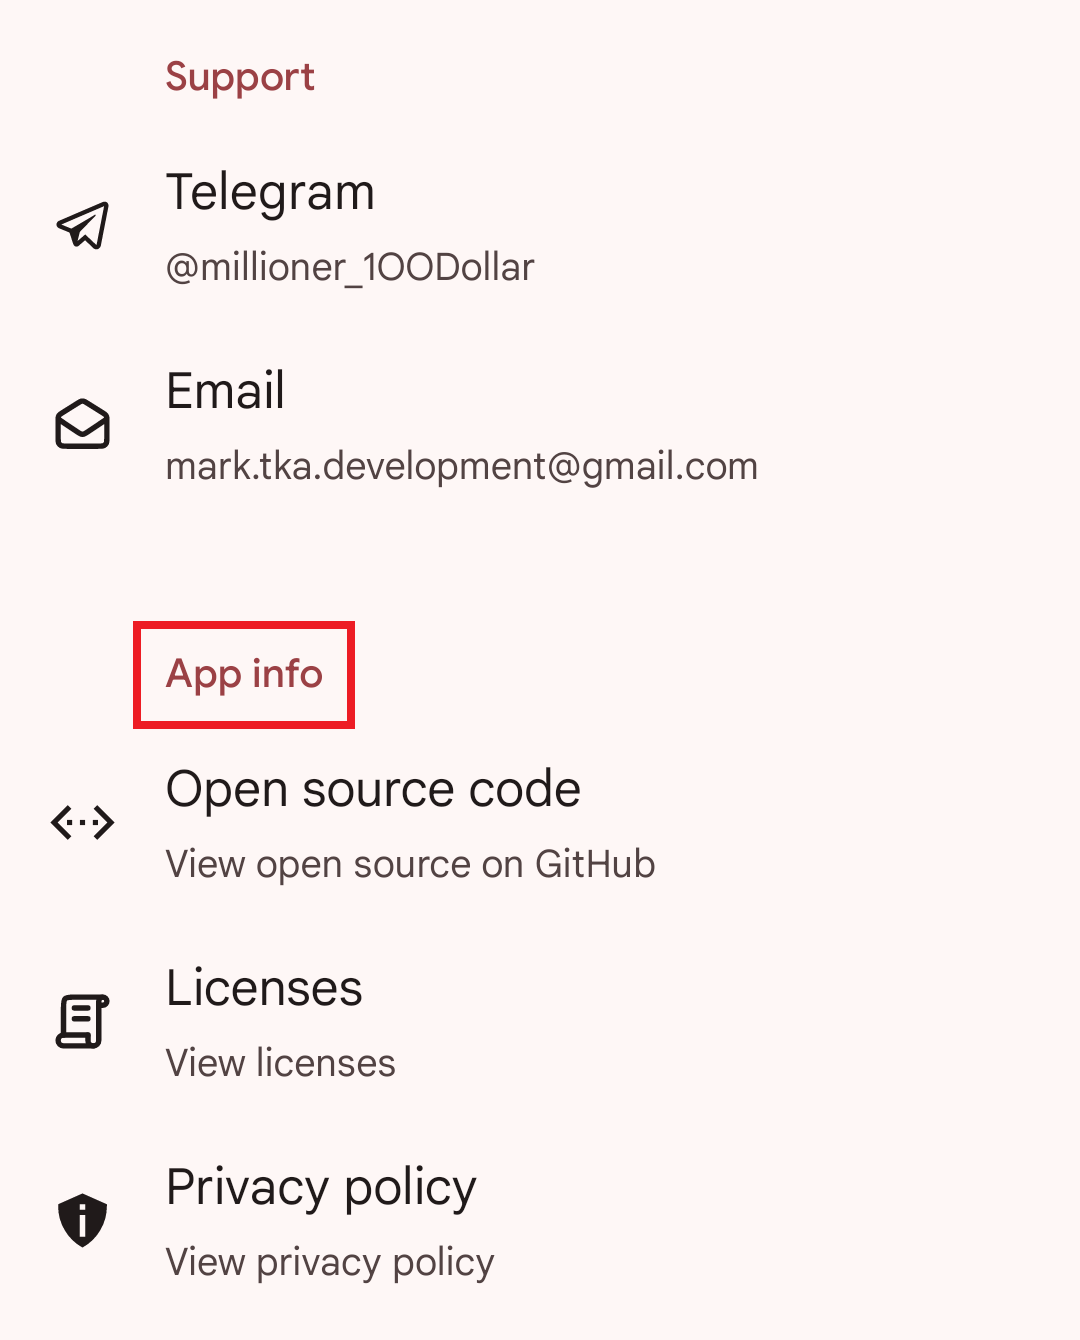 Support
Telegram
@millioner_100Dollar
Email
mark.tka.development@gmail.com
App info
Open source code
View open source on GitHub
Licenses
View licenses
Privacy policy
View privacy policy